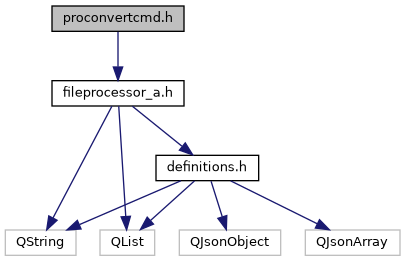 proconvertcmd.h
fileprocessor_a.h
definitions.h
QString
QList
QJsonObject
QJsonArray